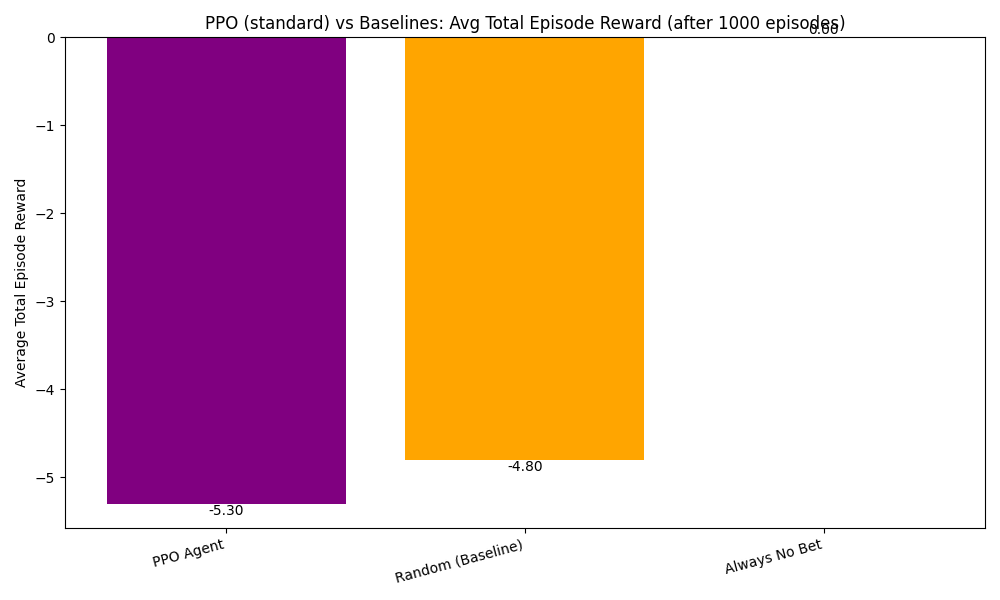 PPO (standard) vs Baselines: Avg Total Episode Reward (after 1000 episodes)
0.00
0
−1
−2
−3
−4
−5
Average Total Episode Reward
-4.80
-5.30
PPO Agent
Random (Baseline)
Always No Bet